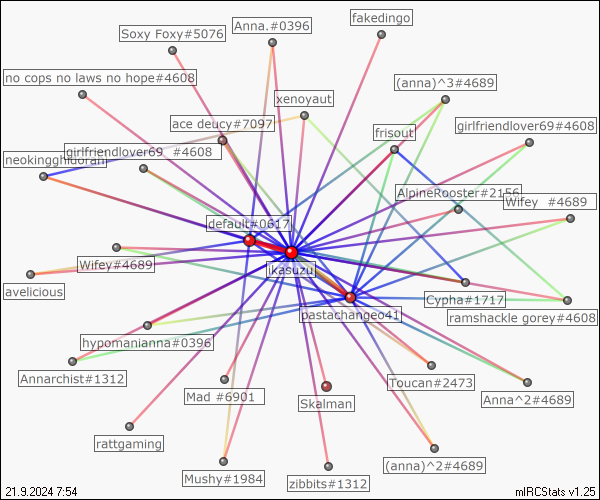 fakedingo
Anna.#0396
Soxy Foxy#5076
no cops no laws no hope#4608
(anna)^3#4689
xenoyaut
ace deucy#7097
girlfriendlover69#4608
frisout
girlfriendlover69 #4608
neokingghidorah
AlpineRooster#2156
Wifey #4689
default#0617
Wifey#4689
ikasuzu
avelicious
Cypha#1717
pastachangeo41
ramshackle gorey#4608
hypomanianna#0396
Annarchist#1312
Toucan#2473
Mad #6901
Anna^2#4689
Skalman
rattgaming
(anna)^2#4689
Mushy#1984
zibbits#1312
21.9.2024 7:54
mIRCStats v1.25